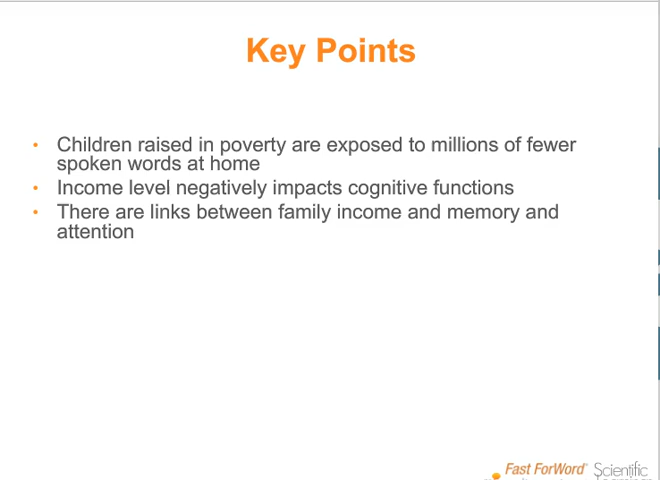 Key Points
• Children raised in poverty are exposed to millions of fewer
spoken words at home
• Income level negatively impacts cognitive functions
• There are links between family income and memory and
attention
Fast ForWord Scientific